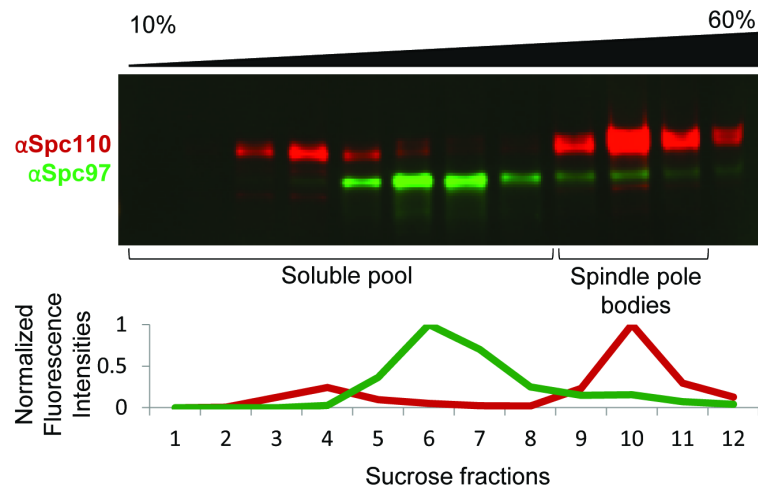 10%
60%
αSpc110
αSpc97
Soluble pool
Spindle pole
bodies
Normalized
Fluorescence
Intensities
1
0.5
0
1 2 3 4 5 6 7 8 9 10 11 12
Sucrose fractions